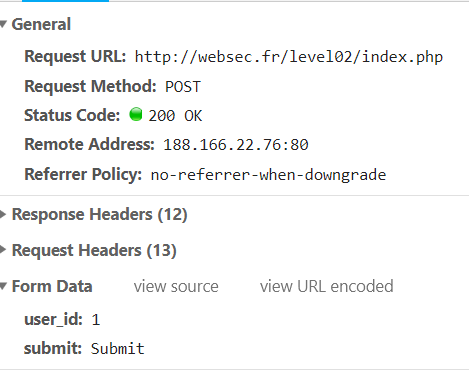 General
Request URL: http://websec.fr/level02/index.php
Request Method: POST
Status Code: 200 OK
Remote Address: 188.166.22.76:80
Referrer Policy: no-referrer-when-downgrade
Response Headers (12)
Request Headers (13)
Form Data view source view URL encoded
user_id: 1
submit: Submit